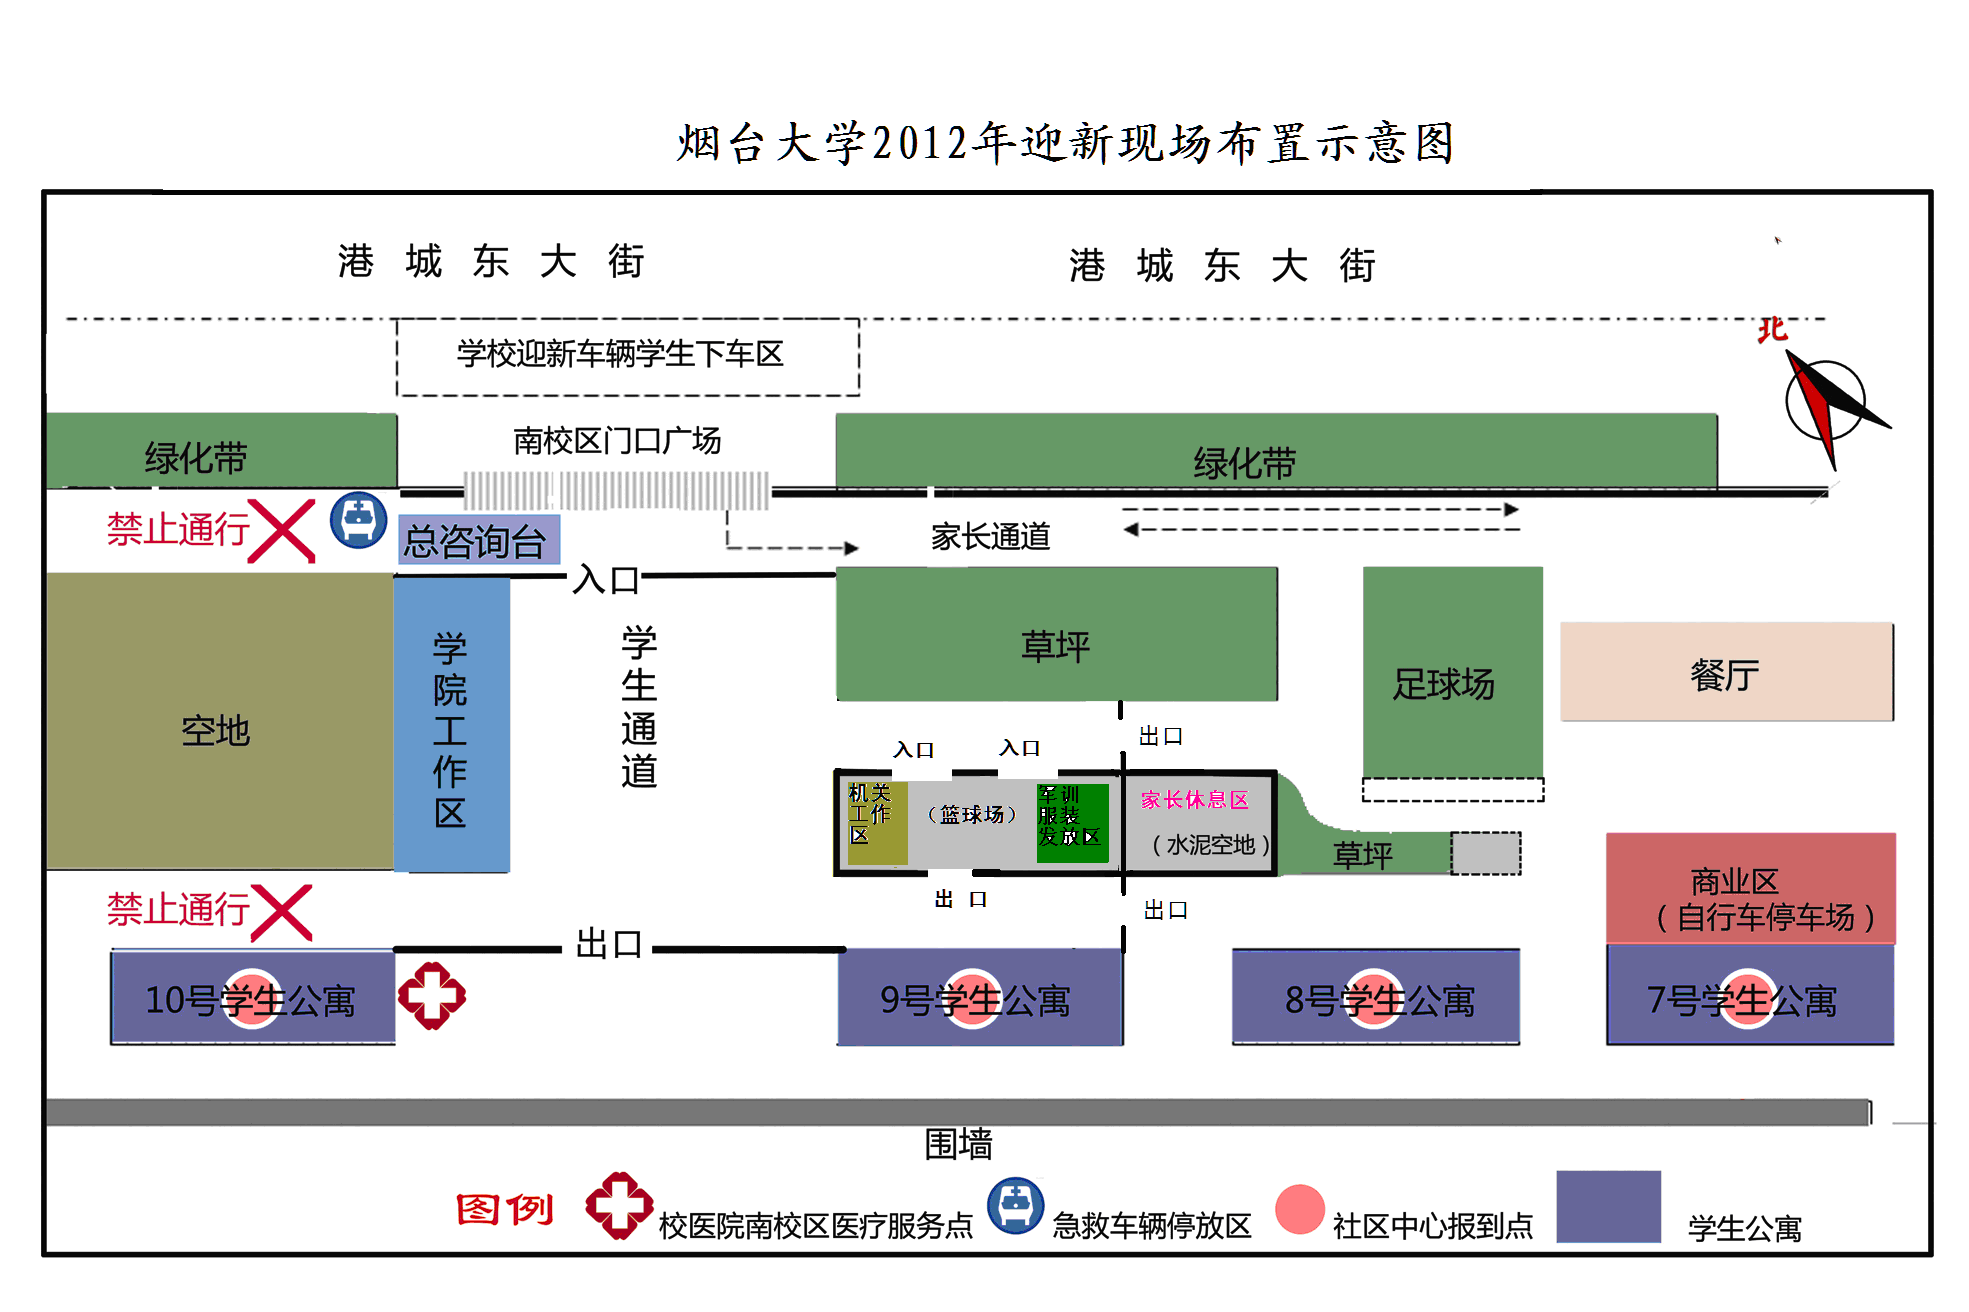 烟台大学2012年迎新现场布置示意图
港城东大街
港城东大街
学校迎新车辆学生下车区
北
南校区门口广场
绿化带
绿化带
禁止通行
总咨询台
家长通道
入口
学院工作区
学生通道
草坪
足球场
餐厅
空地
出口
入口
入口
机关
工作
区
（篮球场）
军训
服装
发放区
家长休息区
（水泥空地）
草坪
商业区
（自行车停车场）
出口
出口
禁止通行
出口
10号学生公寓
9号学生公寓
8号学生公寓
7号学生公寓
围墙
图例
校医院南校区医疗服务点
急救车辆停放区
社区中心报到点
学生公寓